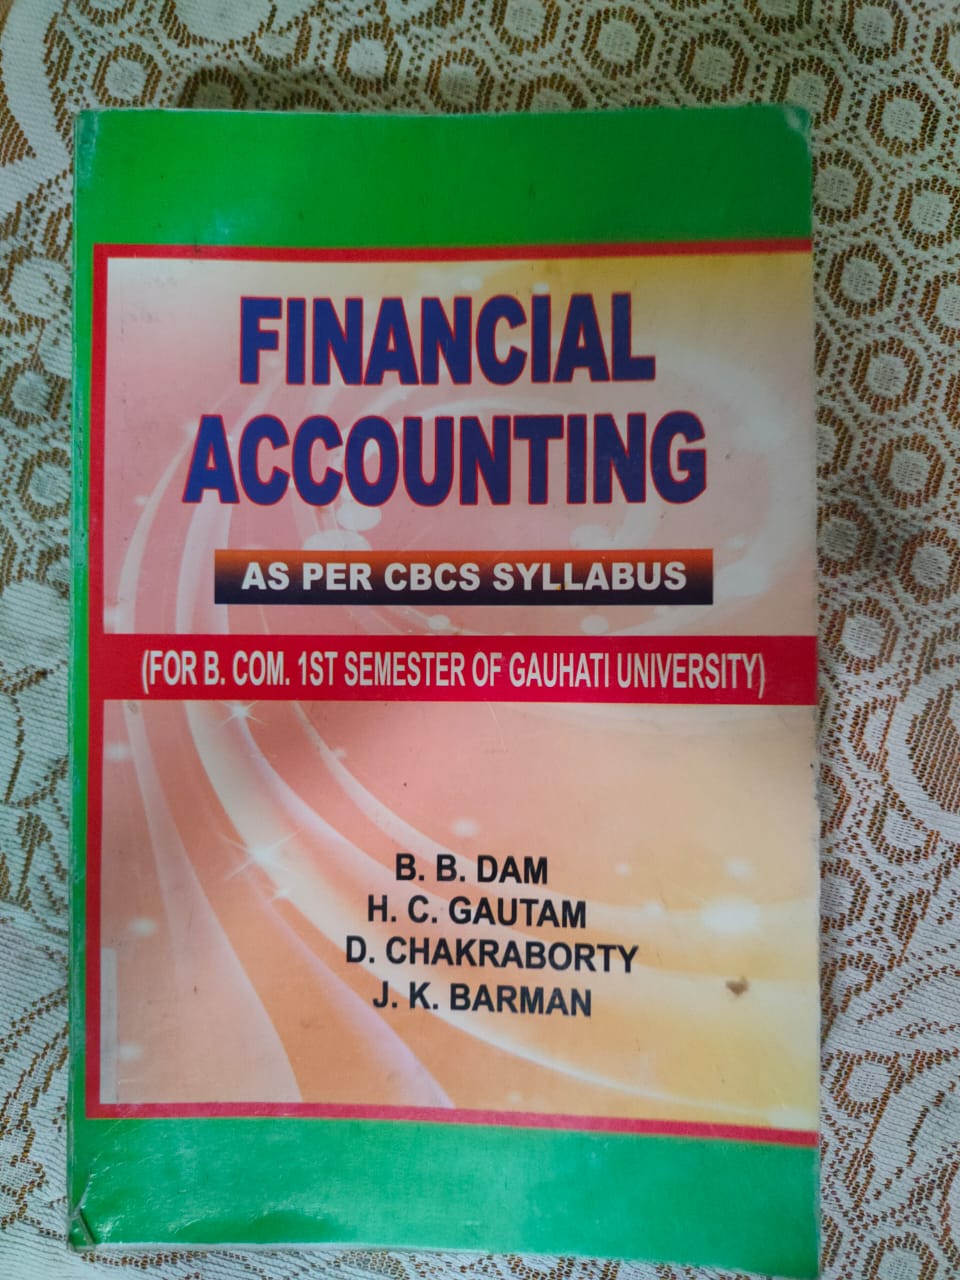 FINANCIAL
ACCOUNTING
AS PER CBCS SYLLABUS
(FOR B. COM. 1ST SEMESTER OF GAUHATI UNIVERSITY)
B. B. DAM
H. C. GAUTAM
D. CHAKRABORTY
J. K. BARMAN